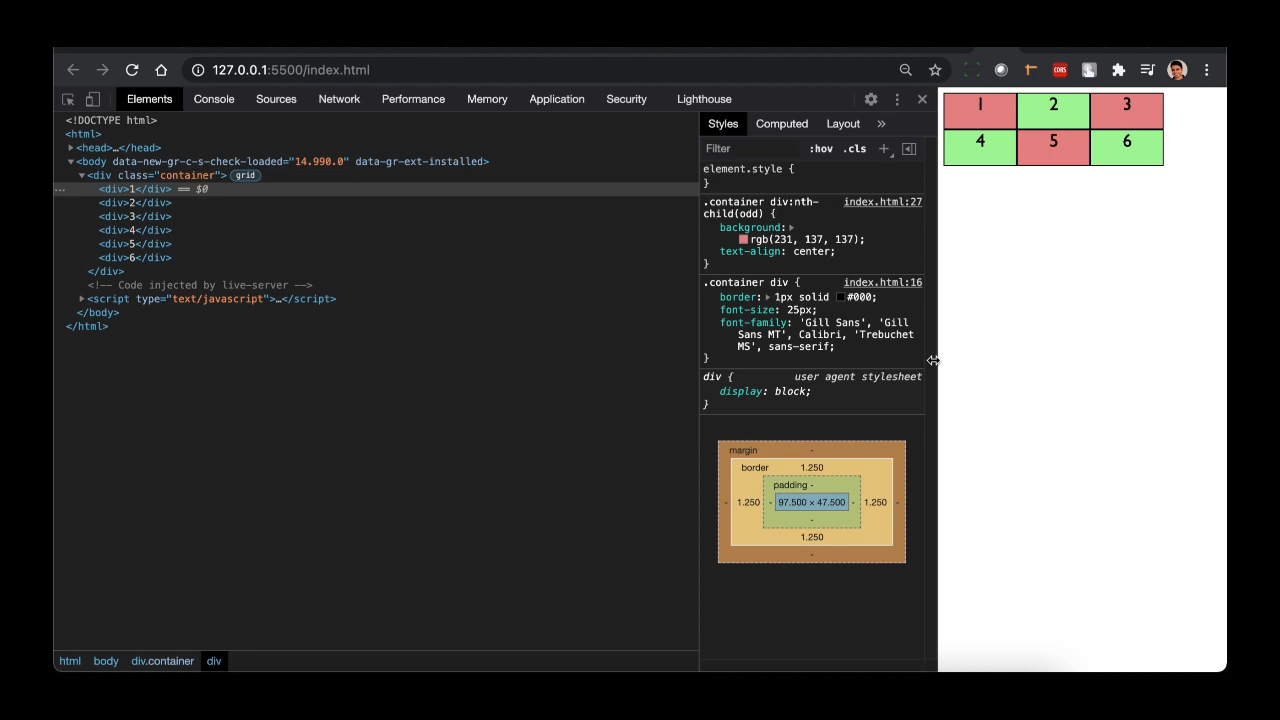 127.0.0.1:5500/index.html
CORS
Elements Console Sources Network Performance Memory Application Security Lighthouse
<!DOCTYPE html>
<html>
<head>…</head>
<body data-new-gr-c-s-check-loaded="14.990.0" data-gr-ext-installed>
<div class="container"> grid
<div>1</div> == $0
<div>2</div>
<div>3</div>
<div>4</div>
<div>5</div>
<div>6</div>
</div>
<!-- Code injected by live-server -->
<script type="text/javascript">…</script>
</body>
</html>
html body div.container div
Styles Computed Layout »
Filter :hov .cls +
element.style {
}
.container div:nth- index.html:27
child(odd) {
background:
rgb(231, 137, 137);
text-align: center;
}
.container div { index.html:16
border: 1px solid #000;
font-size: 25px;
font-family: 'Gill Sans', 'Gill
Sans MT', Calibri, 'Trebuchet
MS', sans-serif;
}
div { user agent stylesheet
display: block;
}
margin -
border 1.250
padding -
- 1.250 - 97.500 × 47.500 - 1.250 -
-
1.250
-
1 2 3
4 5 6